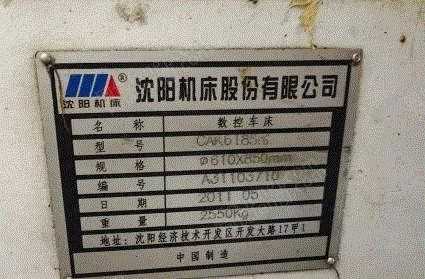 沈阳机床
®
沈阳机床股份有限公司
名 称 数控车床
型 号
规 格 Φ610X850mm
编 号 A31103710
日 期 2011 05
重 量 2550Kg
地址: 沈阳经济技术开发区开发大路17甲1
中国制造